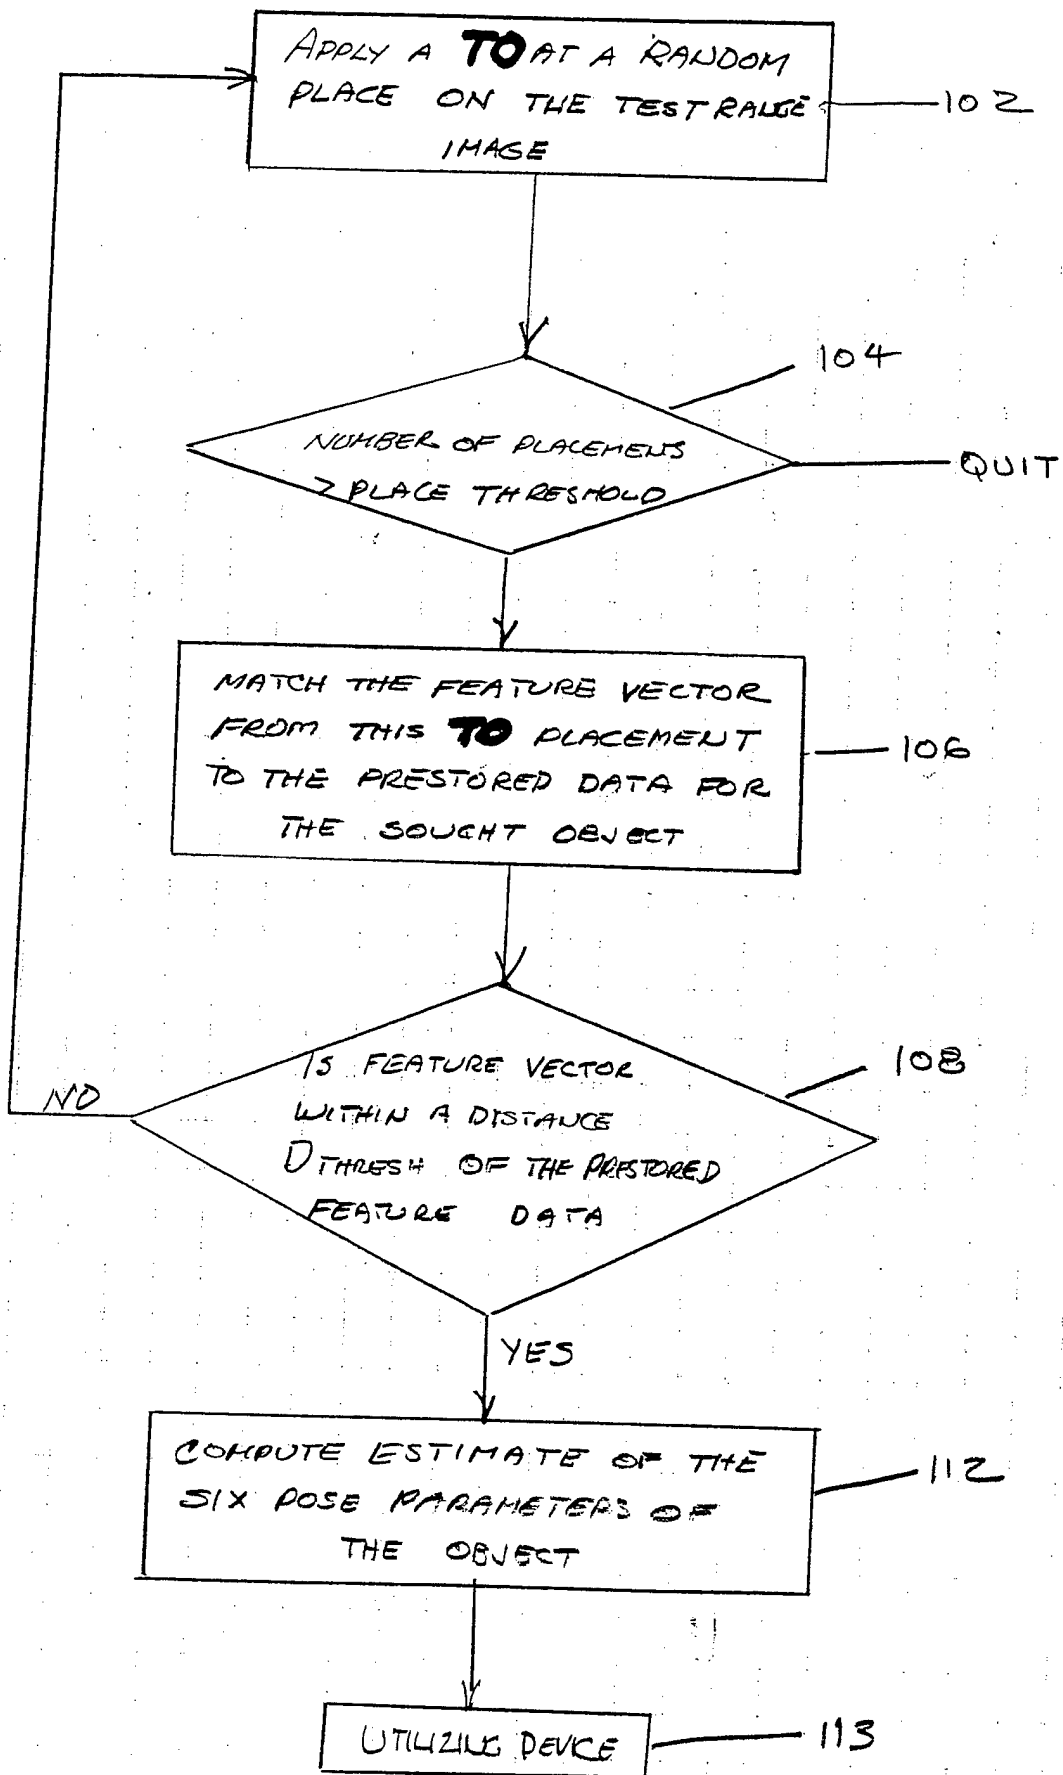 APPLY A TO AT A RANDOM
PLACE ON THE TEST RANGE
IMAGE
102
104
NUMBER OF PLACEMENS
> PLACE THRESHOLD
QUIT
MATCH THE FEATURE VECTOR
FROM THIS TO PLACEMENT
TO THE PRESTORED DATA FOR
THE SOUGHT OBJECT
106
IS FEATURE VECTOR
WITHIN A DISTANCE
DTHRESH OF THE PRESTORED
FEATURE DATA
108
NO
YES
COMPUTE ESTIMATE OF THE
SIX POSE PARAMETERS OF
THE OBJECT
112
UTILIZING DEVICE
113